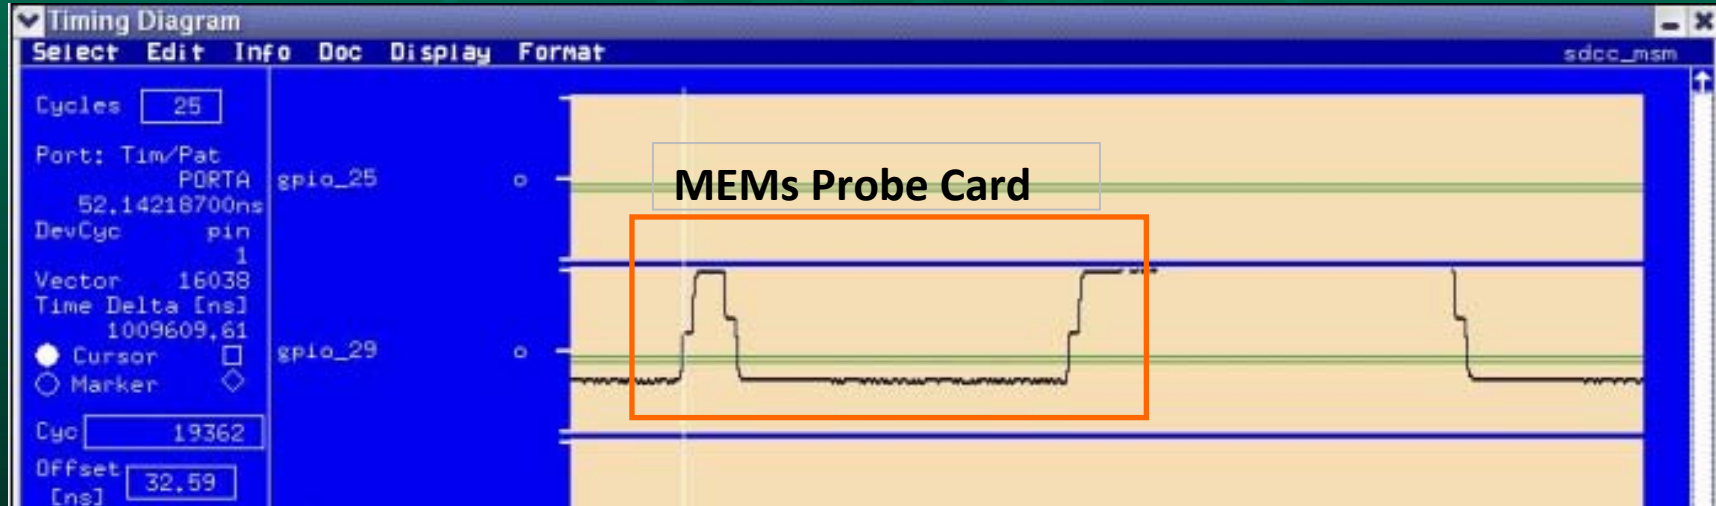 Timing Diagram
Select Edit Info Doc Display Format sdcc_msm
Cycles 25
Port: Tim/Pat
PORTA
52.14218700ns
DevCyc pin
1
Vector 16038
Time Delta [ns]
1009609.61
Cursor
Marker
Cyc 19362
Offset 32.59
[ns]
gpio_25 o
MEMs Probe Card
gpio_29 o